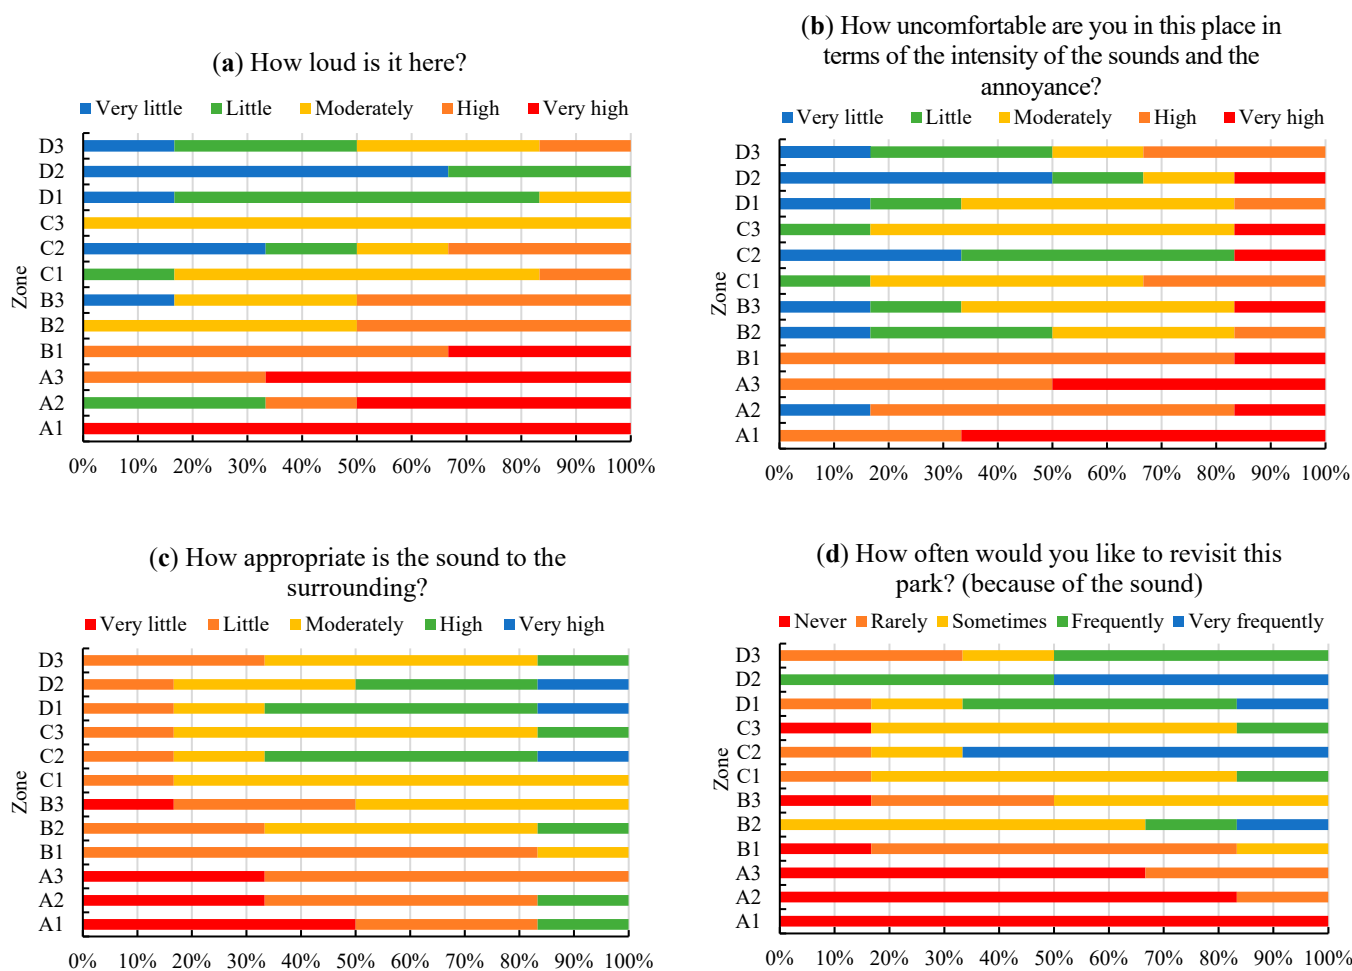 (a) How loud is it here?
Very little Little Moderately High Very high
D3
D2
D1
C3
C2
C1
B3
B2
B1
A3
A2
A1
Zone
0% 10% 20% 30% 40% 50% 60% 70% 80% 90% 100%
(b) How uncomfortable are you in this place in
terms of the intensity of the sounds and the
annoyance?
Very little Little Moderately High Very high
D3
D2
D1
C3
C2
C1
B3
B2
B1
A3
A2
A1
Zone
0% 10% 20% 30% 40% 50% 60% 70% 80% 90% 100%
(c) How appropriate is the sound to the
surrounding?
Very little Little Moderately High Very high
D3
D2
D1
C3
C2
C1
B3
B2
B1
A3
A2
A1
Zone
0% 10% 20% 30% 40% 50% 60% 70% 80% 90% 100%
(d) How often would you like to revisit this
park? (because of the sound)
Never Rarely Sometimes Frequently Very frequently
D3
D2
D1
C3
C2
C1
B3
B2
B1
A3
A2
A1
Zone
0% 10% 20% 30% 40% 50% 60% 70% 80% 90% 100%